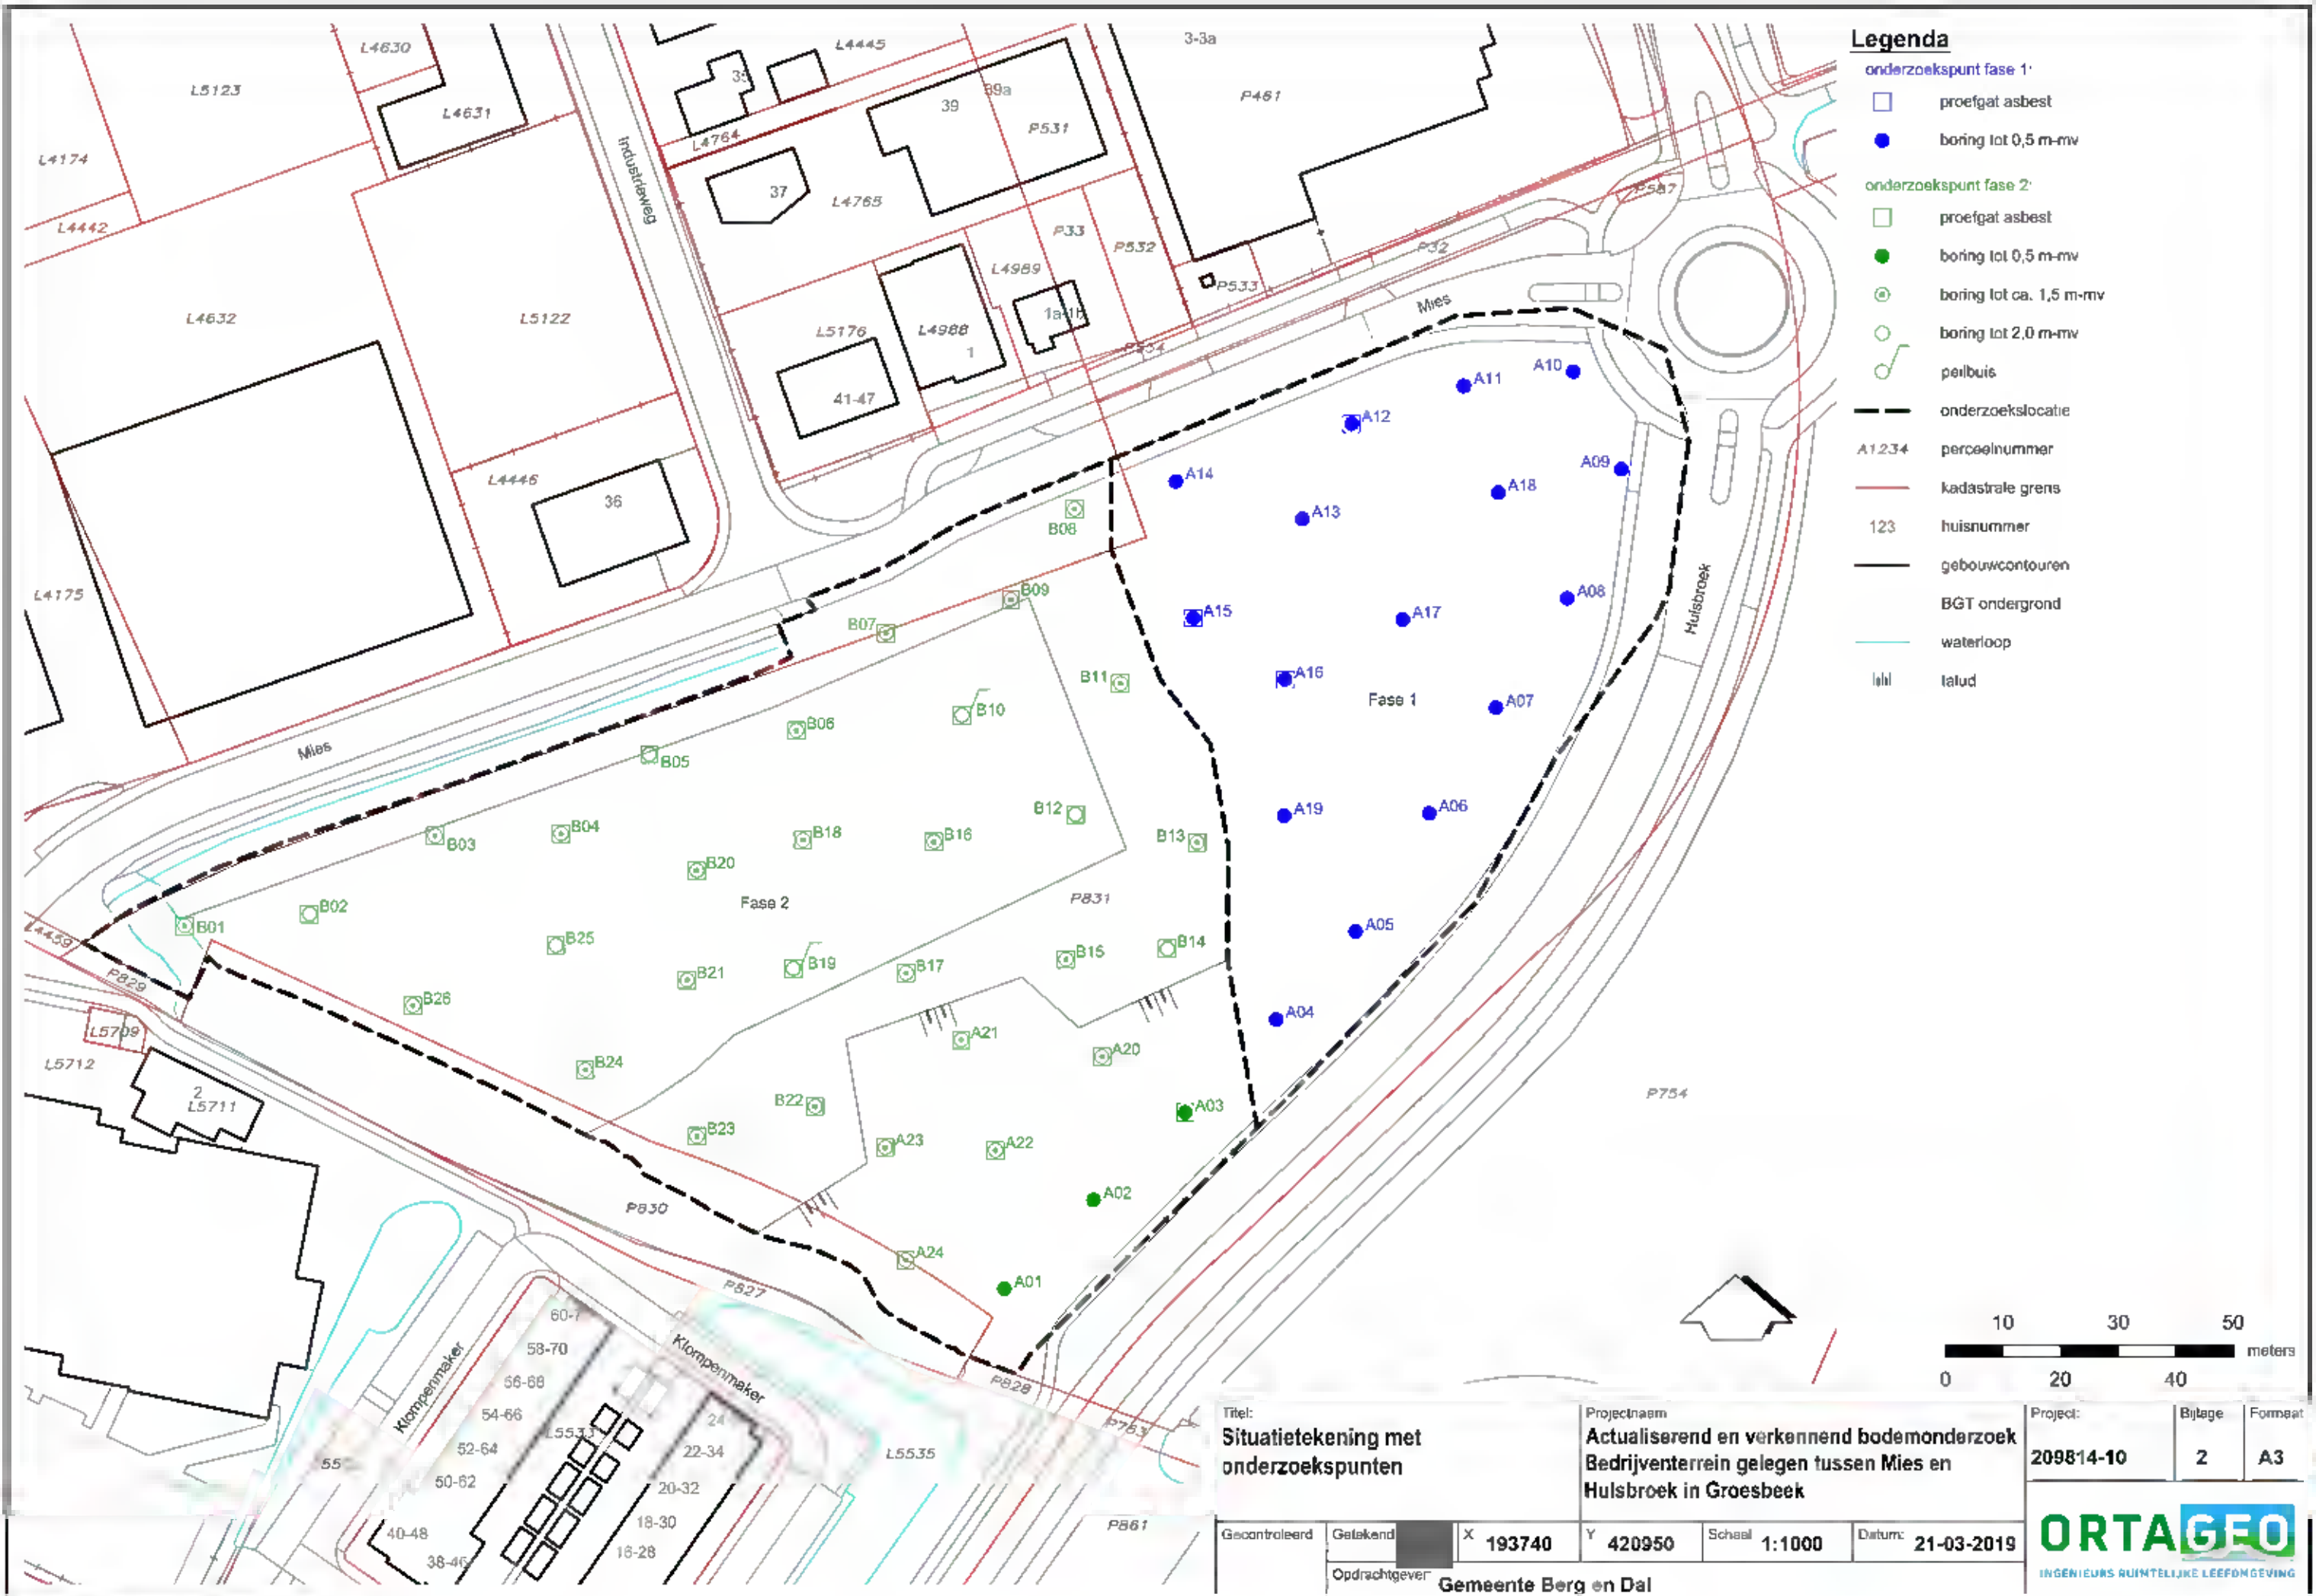 Legenda
onderzoekspunt fase 1:
proefgat asbest
boring tot 0,5 m-mv
onderzoekspunt fase 2:
proefgat asbest
boring tot 0,5 m-mv
boring tot ca. 1,5 m-mv
boring tot 2,0 m-mv
peilbuis
onderzoekslocatie
A1234 perceelnummer
kadastrale grens
123 huisnummer
gebouwcontouren
BGT ondergrond
waterloop
talud
L4630
L5123
L4631
L4174
L4442
L4632
L5122
L4446
36
L4175
Industrieweg
35
L4445
L4764
37
L4765
39
39a
P531
3-3a
P461
P33
P532
L4989
P533
P32
P587
L5176
L4988
1
41-47
P534
Mies
Mies
Hulsbroek
A10
A11
A12
A09
A14
A18
A13
A08
A15
A17
A16
Fase 1
A07
A19
A06
A05
A04
B08
B09
B07
B11
B10
B06
B05
B12
B04
B03
B18
B16
B13
B20
Fase 2
P831
B02
B01
B25
B14
B15
B21
B19
B17
B26
A21
A20
B24
B22
A03
B23
A23
A22
A02
A24
A01
L4459
P829
L5709
L5712
2
L5711
P830
P827
P828
P763
P754
P861
L5535
L5533
Klompenmaker
Klompenmaker
58-70
56-68
54-66
52-64
50-62
40-48
38-46
55
24
22-34
20-32
18-30
16-28
10 30 50
meters
0 20 40
Titel:
Situatietekening met
onderzoekspunten
Projectnaam
Actualiserend en verkennend bodemonderzoek
Bedrijventerrein gelegen tussen Mies en
Hulsbroek in Groesbeek
Project:
209814-10
Bijlage
2
Formaat
A3
Gecontroleerd
Getekend
X 193740
Y 420950
Schaal 1:1000
Datum: 21-03-2019
Opdrachtgever
Gemeente Berg en Dal
ORTAGEO
INGENIEURS RUIMTELIJKE LEEFOMGEVING